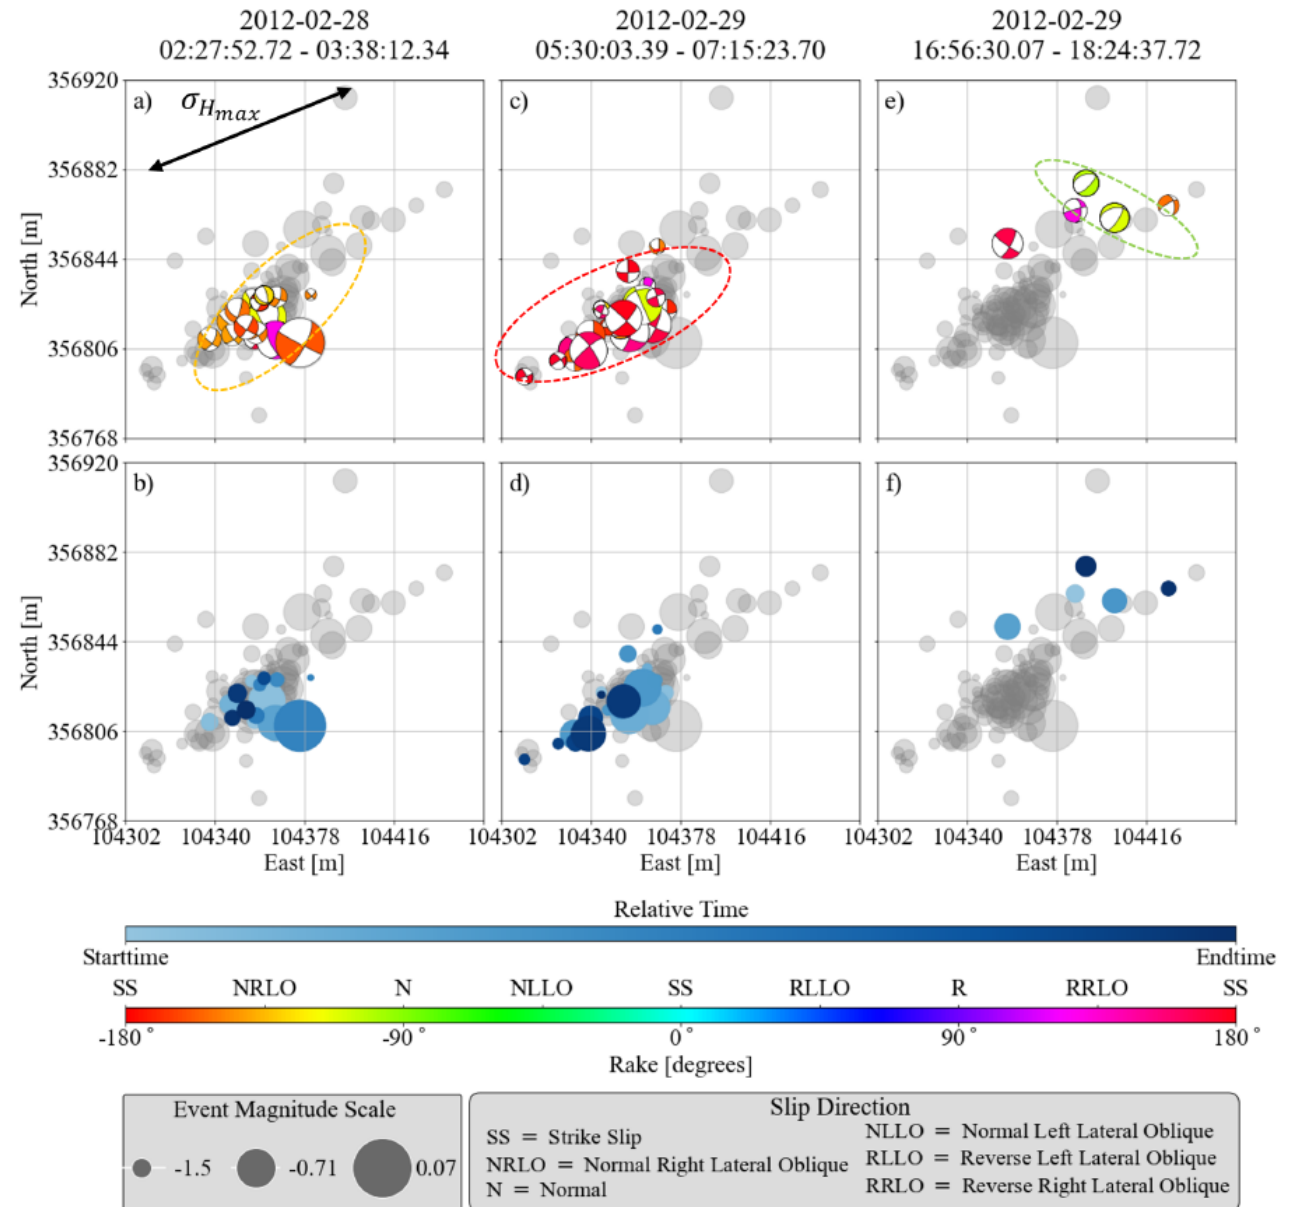 2012-02-28
02:27:52.72 - 03:38:12.34
2012-02-29
05:30:03.39 - 07:15:23.70
2012-02-29
16:56:30.07 - 18:24:37.72
a)
σHmax
c)
e)
356920
356882
356844
356806
356768
North [m]
b)
d)
f)
356920
356882
356844
356806
356768
North [m]
104302 104340 104378 104416
104302 104340 104378 104416
104302 104340 104378 104416
East [m]
East [m]
East [m]
Relative Time
Starttime
Endtime
SS NRLO N NLLO SS RLLO R RRLO SS
-180 ° -90 ° 0 ° 90 ° 180 °
Rake [degrees]
Event Magnitude Scale
-1.5 -0.71 0.07
Slip Direction
SS = Strike Slip
NRLO = Normal Right Lateral Oblique
N = Normal
NLLO = Normal Left Lateral Oblique
RLLO = Reverse Left Lateral Oblique
RRLO = Reverse Right Lateral Oblique